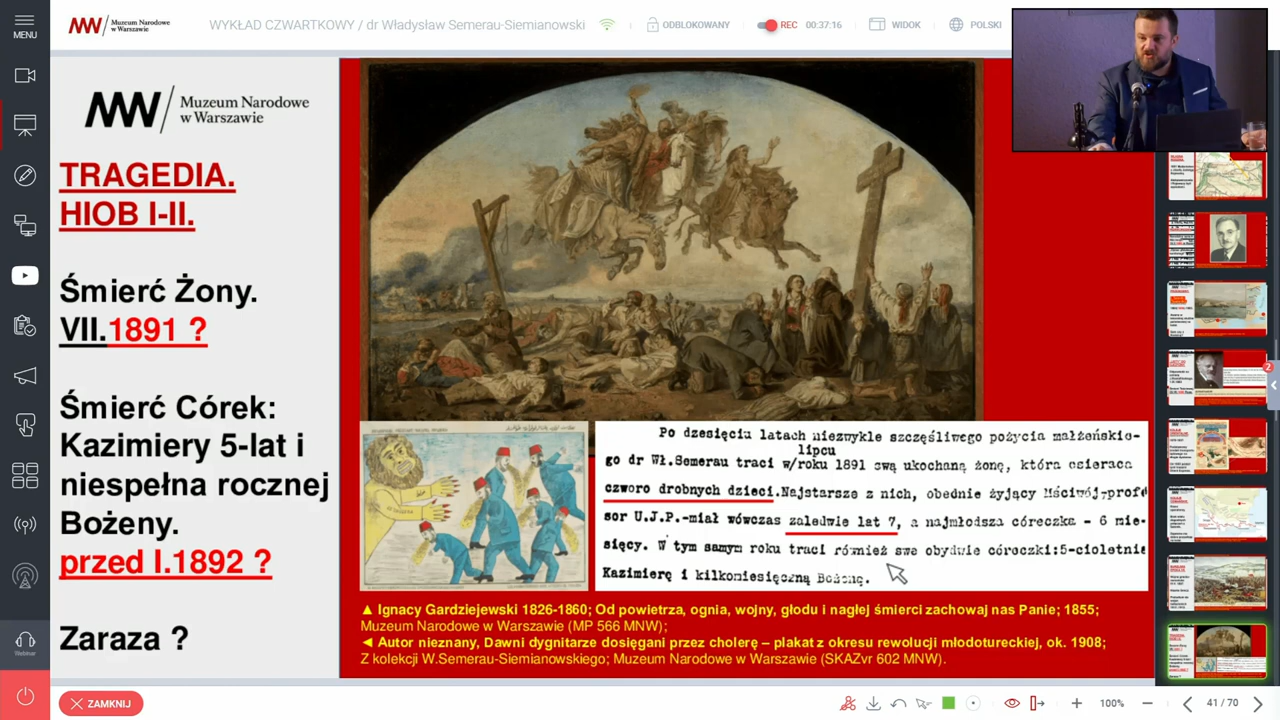 MENU
Muzeum Narodowe
w Warszawie
WYKŁAD CZWARTKOWY / dr Władysław Semerau-Siemianowski
ODBLOKOWANY
REC
00:37:16
WIDOK
POLSKI
Muzeum Narodowe
w Warszawie
TRAGEDIA.
HIOB I-II.
Śmierć Żony.
VII.1891 ?
Śmierć Córek:
Kazimiery 5-lat i
niespełna rocznej
Bożeny.
przed I.1892 ?
Zaraza ?
Po dzesięciu latach niezwykle szczęśliwego pożycia małżeńskie-
lipcu
go dr Wł.Semerau traci w/roku 1891 swą ukochaną żonę, która osieraca
czworo drobnych dzieci.Najstarsze z nich, obednie żyjący Mściwój,prof
sor U.J.P.-miał wówczas zaledwie lat 7, najmłodsza córeczka - 6 mie-
sięcy. W tym samym roku traci również swe obydwie córeczki:5-cioletnie
Kazimierę i kilkomiesięczną Bożenę.
▲ Ignacy Gardziejewski 1826-1860; Od powietrza, ognia, wojny, głodu i nagłej śmierci zachowaj nas Panie; 1855;
Muzeum Narodowe w Warszawie (MP 566 MNW);
◄ Autor nieznany.Dawni dygnitarze dosięgani przez cholerę – plakat z okresu rewolucji młodotureckiej, ok. 1908;
Z kolekcji W.Semerau-Siemianowskiego; Muzeum Narodowe w Warszawie (SKAZvr 602 MNW).
2
Webinar
ZAMKNIJ
100%
41 / 70